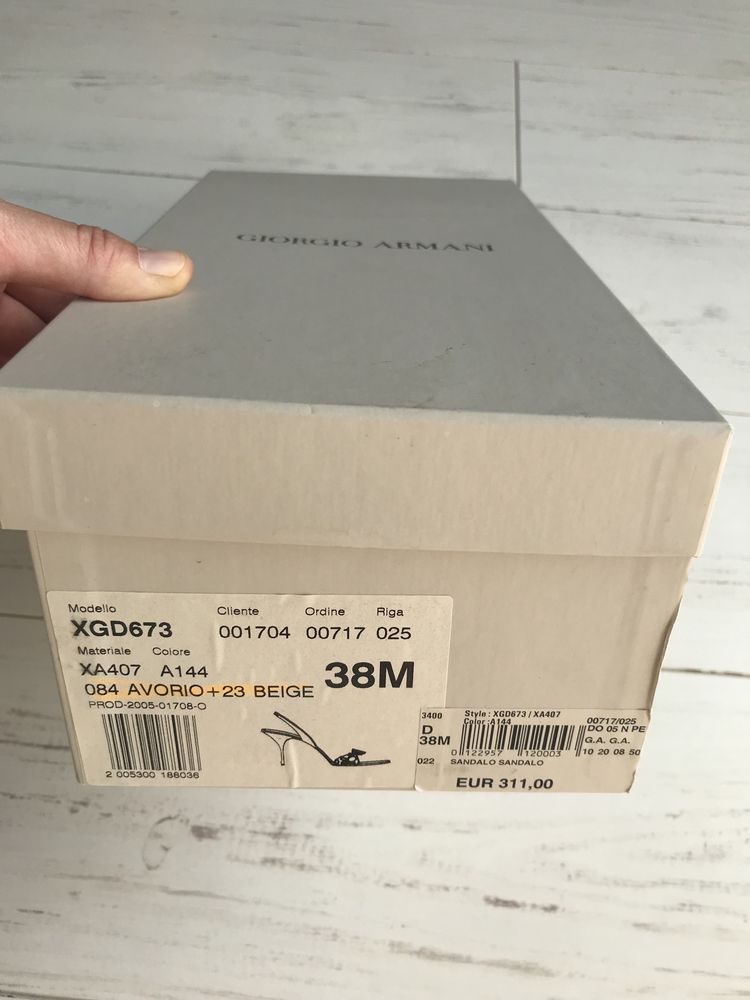 GIORGIO ARMANI
Modello Cliente Ordine Riga
XGD673 001704 00717 025
Materiale Colore
XA407 A144 38M
084 AVORIO+23 BEIGE
PROD-2005-01708-O
2 005300 188036
3400 Style : XGD673 / XA407
Color : A144 00717/025
D DO 05 N PE
38M G.A. G.A.
0 122957 120003 10 20 08 50
022 SANDALO SANDALO
EUR 311,00